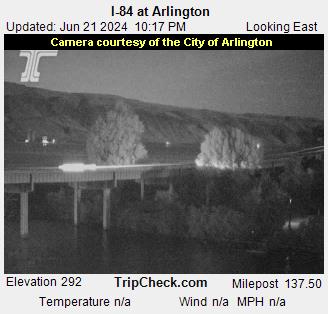 I-84 at Arlington
Updated: Jun 21 2024 10:17 PM Looking East
Camera courtesy of the City of Arlington
Elevation 292 TripCheck.com Milepost 137.50
Temperature n/a Wind n/a MPH n/a